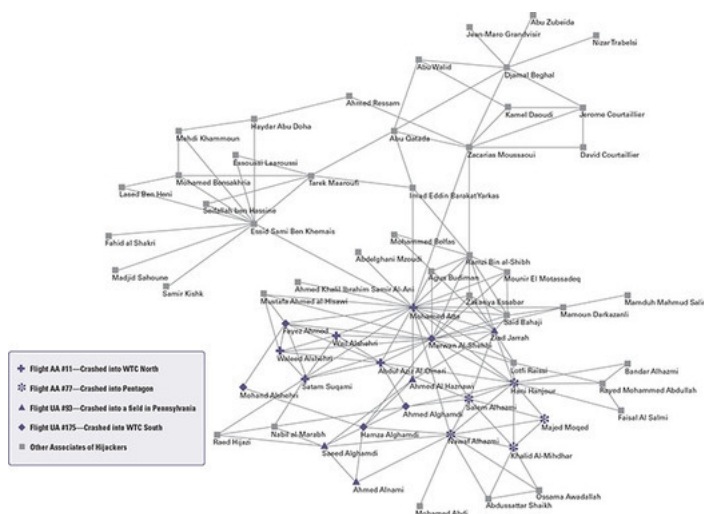 Abu Zubeida
Jean-Marc Grandvisir
Nizar Trabelsi
Abu Walid
Djamal Beghal
Ahmed Ressam
Kamel Daoudi
Jerome Courtaillier
Haydar Abu Doha
Mehdi Khammoun
Abu Qatada
Essoussi Laaroussi
Zacarias Moussaoui
David Courtaillier
Mohamed Bensakhria
Tarek Maaroufi
Lased Ben Heni
Imad Eddin Barakat Yarkas
Seifallah ben Hassine
Essid Sami Ben Khemais
Fahid al Shakri
Mohammed Belfas
Abdelghani Mzoudi
Ramzi Bin al-Shibh
Madjid Sahoune
Agus Budiman
Mounir El Motassadeq
Samir Kishk
Ahmed Khalil Ibrahim Samir Al-Ani
Mustafa Ahmed al-Hisawi
Zakariya Essabar
Mamduh Mahmud Salim
Mohamed Atta
Said Bahaji
Mamoun Darkazanli
Fayez Ahmed
Wail Alshehri
Marwan Al-Shehhi
Ziad Jarrah
Waleed Alshehri
Abdul Aziz Al Omari
Lotfi Raissi
Bandar Alhazmi
Satam Suqami
Ahmed Al Haznawi
Hani Hanjour
Rayed Mohammed Abdullah
Mohand Alshehri
Salem Alhazmi
Ahmed Alghamdi
Faisal Al Salmi
Majed Moqed
Raed Hijazi
Nabil al-Marabh
Hamza Alghamdi
Nawaf Alhazmi
Saeed Alghamdi
Khalid Al-Mihdhar
Ahmed Alnami
Ossama Awadallah
Abdussattar Shaikh
Mohamed Abdi
Flight AA #11—Crashed into WTC North
Flight AA #77—Crashed into Pentagon
Flight UA #93—Crashed into a field in Pennsylvania
Flight UA #175—Crashed into WTC South
Other Associates of Hijackers